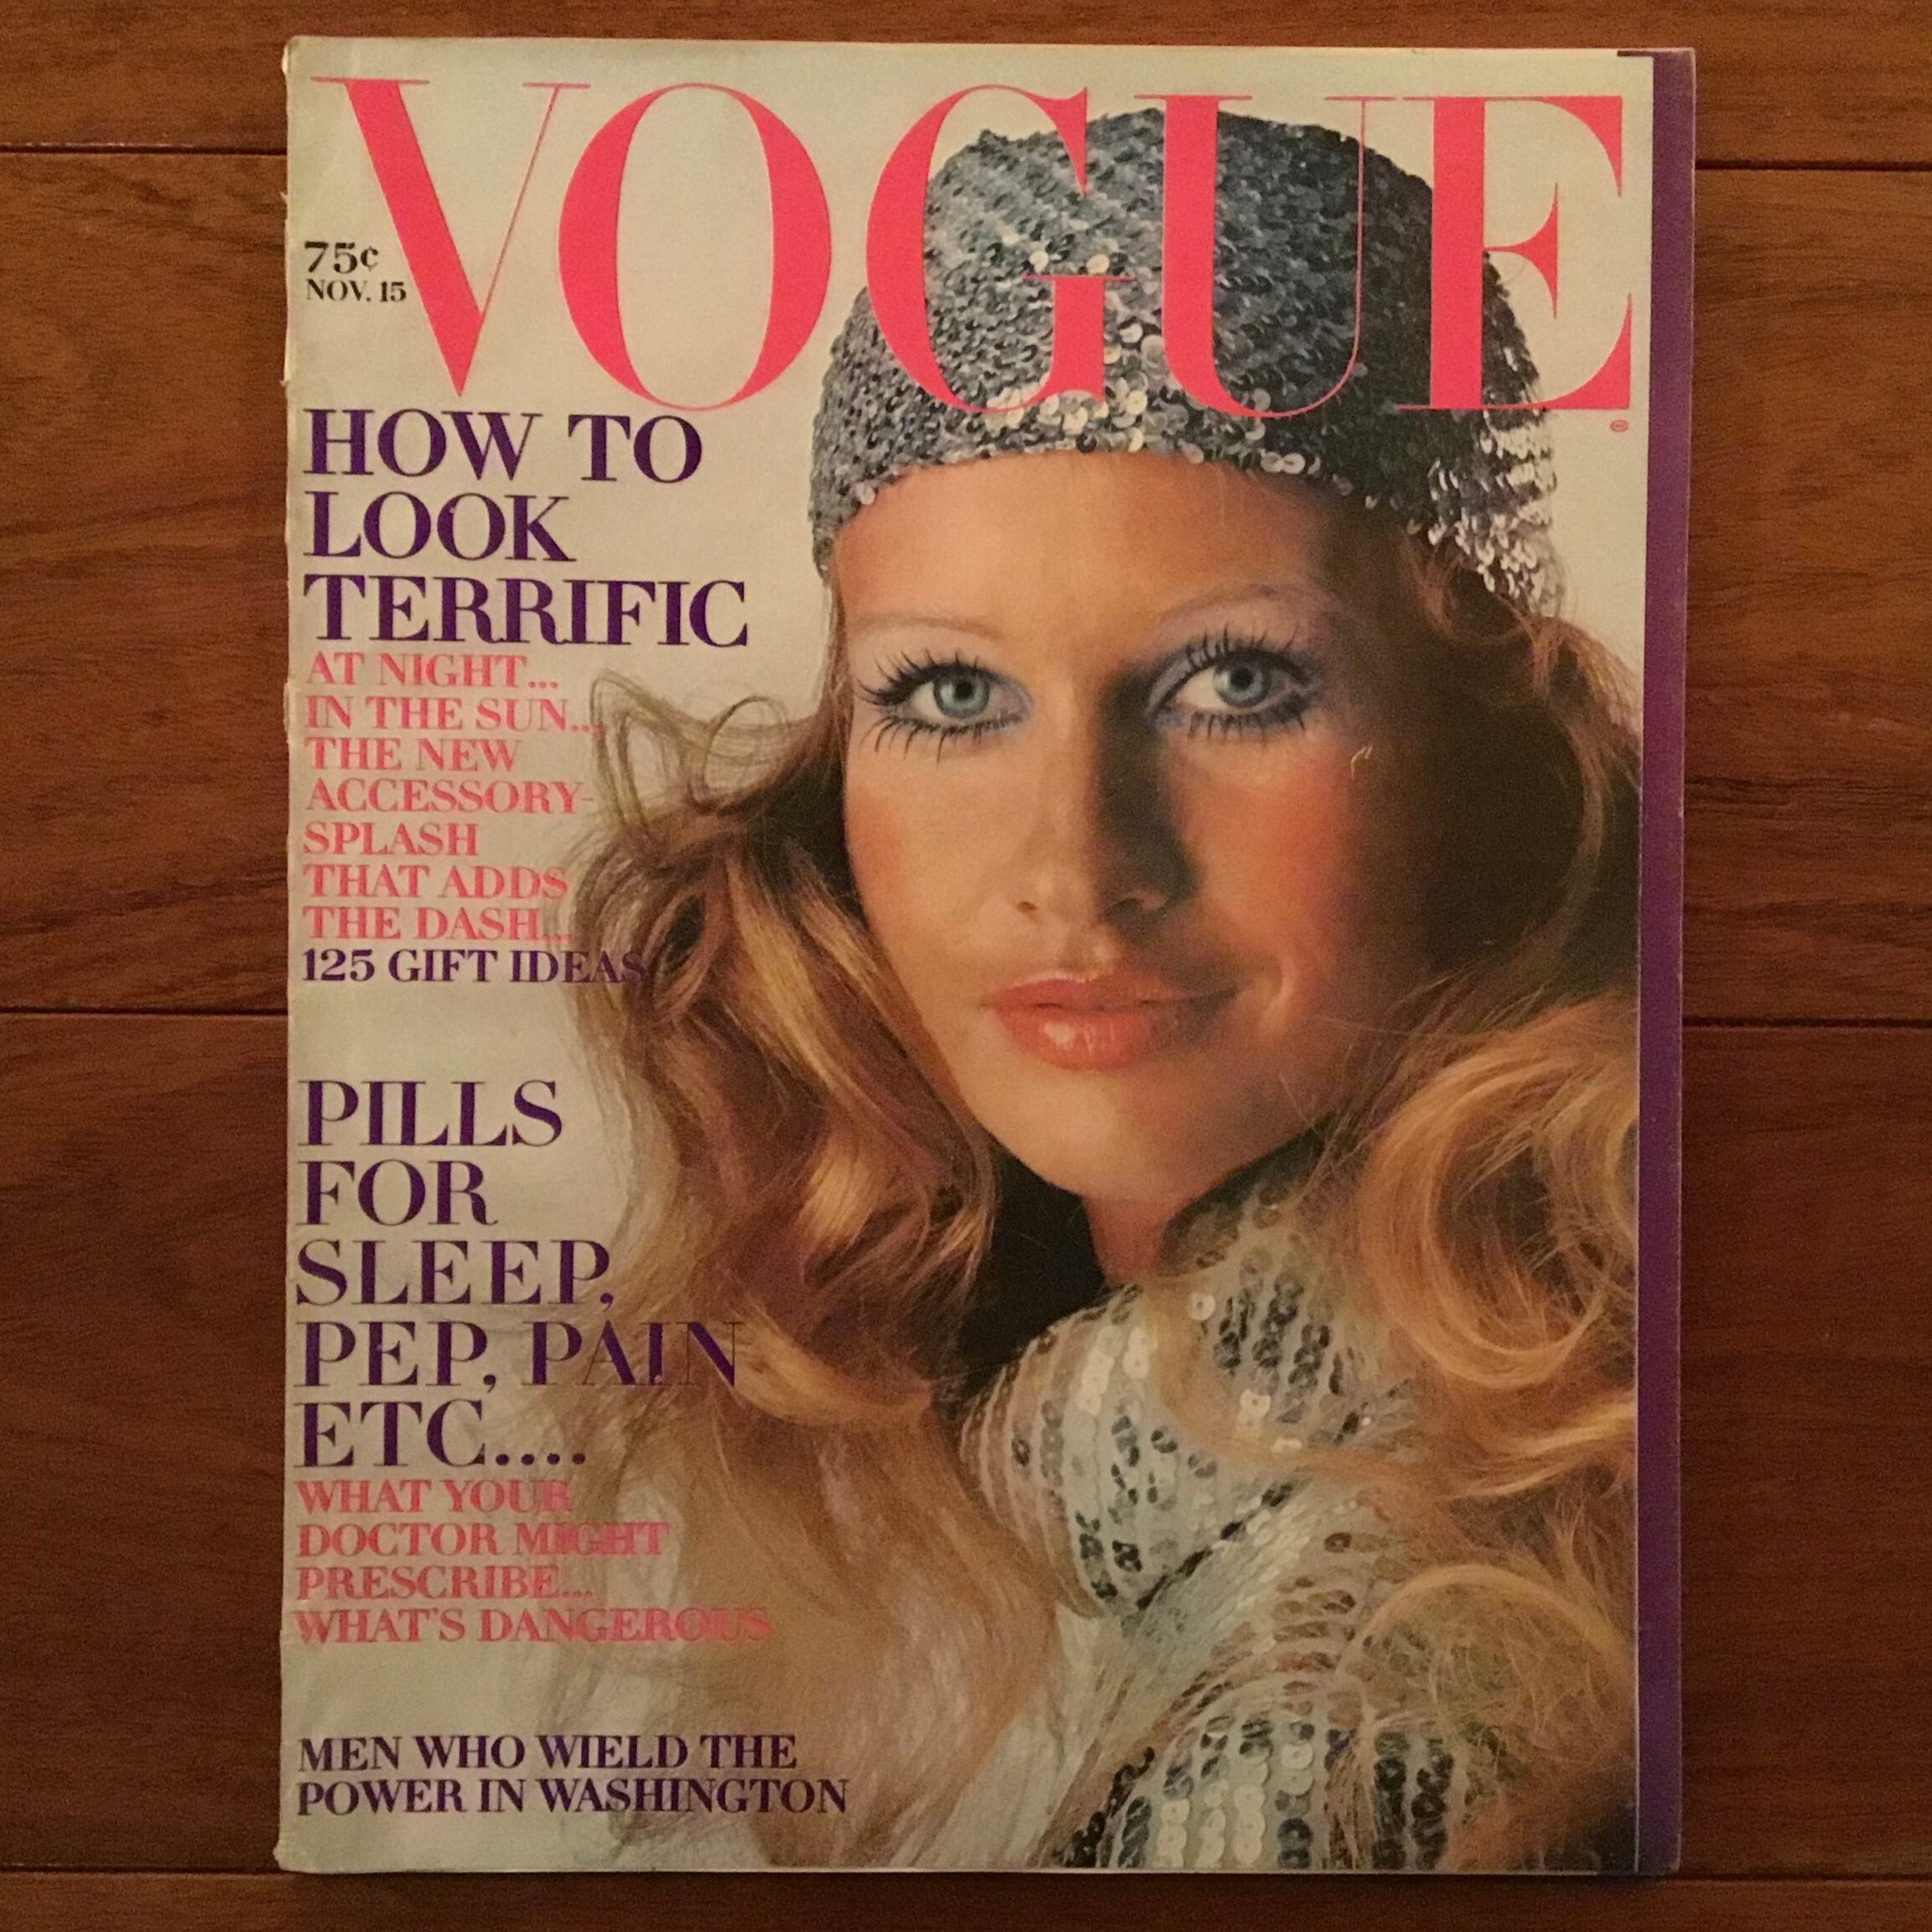 VOGUE
75¢
NOV. 15
HOW TO
LOOK
TERRIFIC
AT NIGHT...
IN THE SUN...
THE NEW
ACCESSORY-
SPLASH
THAT ADDS
THE DASH...
125 GIFT IDEAS
PILLS
FOR
SLEEP,
PEP, PAIN
ETC....
WHAT YOUR
DOCTOR MIGHT
PRESCRIBE...
WHAT'S DANGEROUS
MEN WHO WIELD THE
POWER IN WASHINGTON